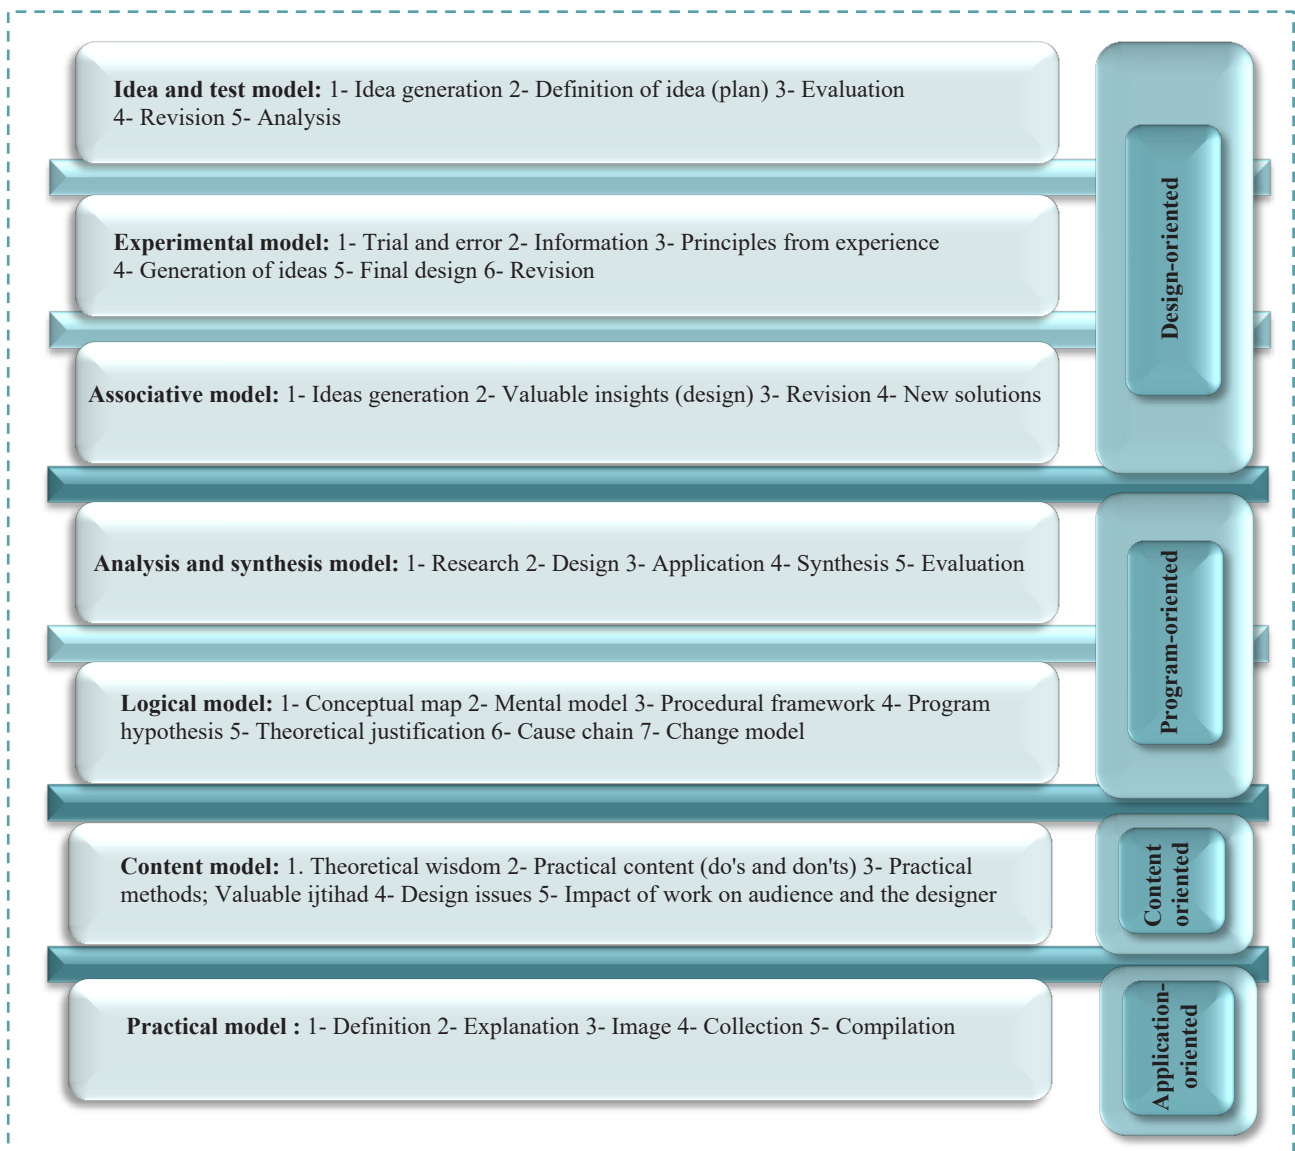 Idea and test model: 1- Idea generation 2- Definition of idea (plan) 3- Evaluation
4- Revision 5- Analysis
Experimental model: 1- Trial and error 2- Information 3- Principles from experience
4- Generation of ideas 5- Final design 6- Revision
Associative model: 1- Ideas generation 2- Valuable insights (design) 3- Revision 4- New solutions
Design-oriented
Analysis and synthesis model: 1- Research 2- Design 3- Application 4- Synthesis 5- Evaluation
Logical model: 1- Conceptual map 2- Mental model 3- Procedural framework 4- Program
hypothesis 5- Theoretical justification 6- Cause chain 7- Change model
Program-oriented
Content model: 1. Theoretical wisdom 2- Practical content (do's and don'ts) 3- Practical
methods; Valuable ijtihad 4- Design issues 5- Impact of work on audience and the designer
Content
oriented
Practical model : 1- Definition 2- Explanation 3- Image 4- Collection 5- Compilation
Application-
oriented